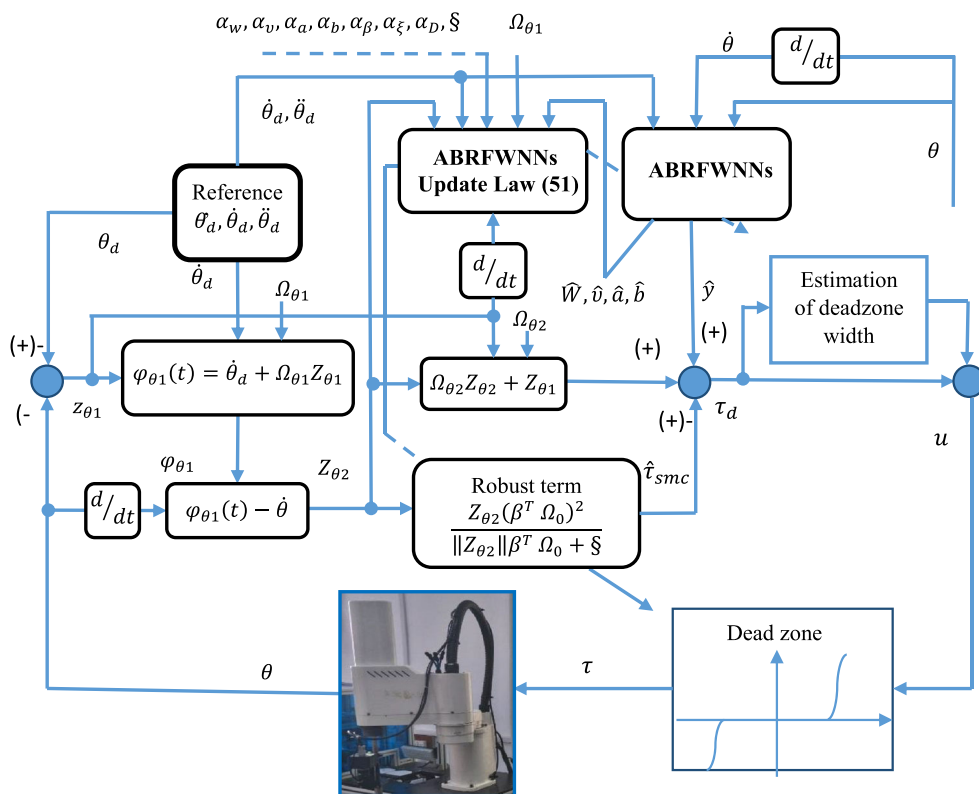 α_w, α_υ, α_a, α_b, α_β, α_ξ, α_D, §
Ω_θ1
θ̇
d/dt
θ̇_d, θ̈_d
ABRFWNNs
Update Law (51)
ABRFWNNs
θ
Reference
θ_d, θ̇_d, θ̈_d
θ_d
θ̇_d
d/dt
Ŵ, υ̂, â, b̂
ŷ
Estimation
of deadzone
width
Ω_θ1
Ω_θ2
(+)
(+)-
(+)
φ_θ1(t) = θ̇_d + Ω_θ1 Z_θ1
Ω_θ2 Z_θ2 + Z_θ1
(-
z_θ1
(+)-
τ_d
u
φ_θ1
Z_θ2
τ̂_smc
d/dt
φ_θ1(t) − θ̇
Robust term
Z_θ2(β^T Ω_0)^2
‖Z_θ2‖β^T Ω_0 + §
Dead zone
θ
τ